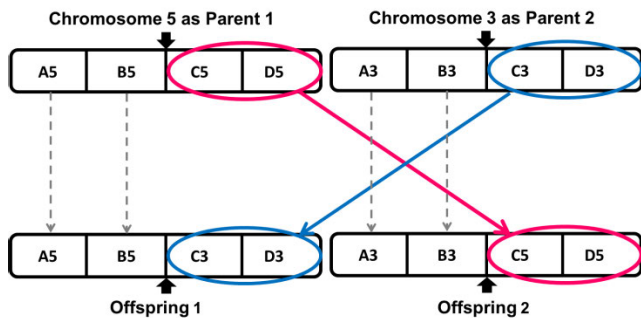 Chromosome 5 as Parent 1 Chromosome 3 as Parent 2
A5 B5 C5 D5 A3 B3 C3 D3
A5 B5 C3 D3 A3 B3 C5 D5
Offspring 1 Offspring 2